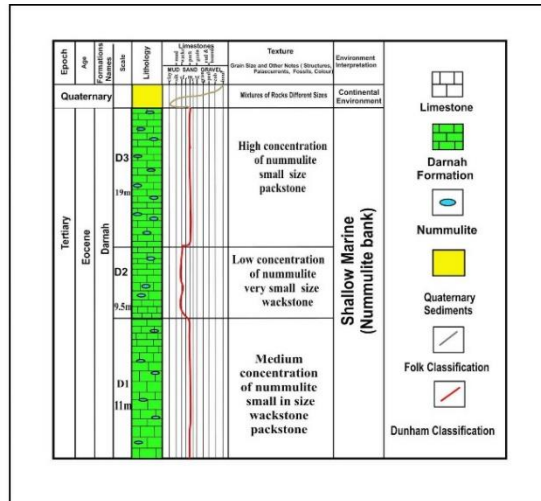 Epoch
Age
Formations
Names
Scale
Lithology
Limestones
MUD SAND GRAVEL
Texture
Grain Size and Other Notes ( Structures,
Palaeocurrents, Fossils, Colour)
Environment
Interpretation
Quaternary
Mixtures of Rocks Different Sizes
Continental
Environment
Tertiary
Eocene
Darnah
D3
19m
High concentration
of nummulite
small size
packstone
D2
9.5m
Low concentration
of nummulite
very small size
wackstone
D1
11m
Medium
concentration
of nummulite
small in size
wackstone
packstone
Shallow Marine
(Nummulite bank)
Limestone
Darnah
Formation
Nummulite
Quaternary
Sediments
Folk Classification
Dunham Classification